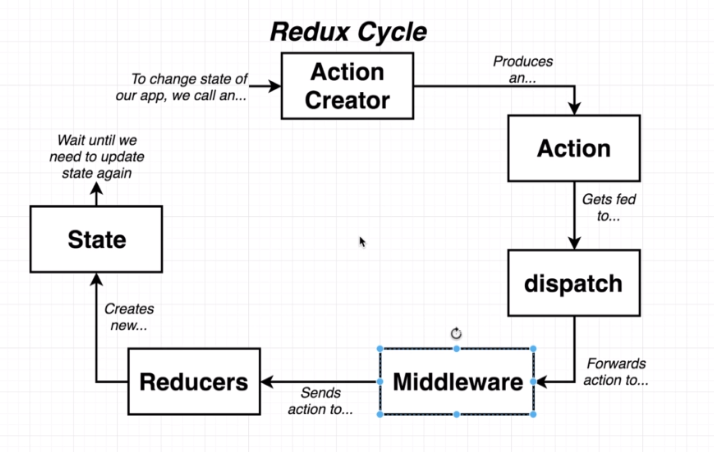 Redux Cycle
To change state of
our app, we call an...
Action
Creator
Produces
an...
Action
Gets fed
to...
dispatch
Forwards
action to...
Middleware
Sends
action to...
Reducers
Creates
new...
State
Wait until we
need to update
state again